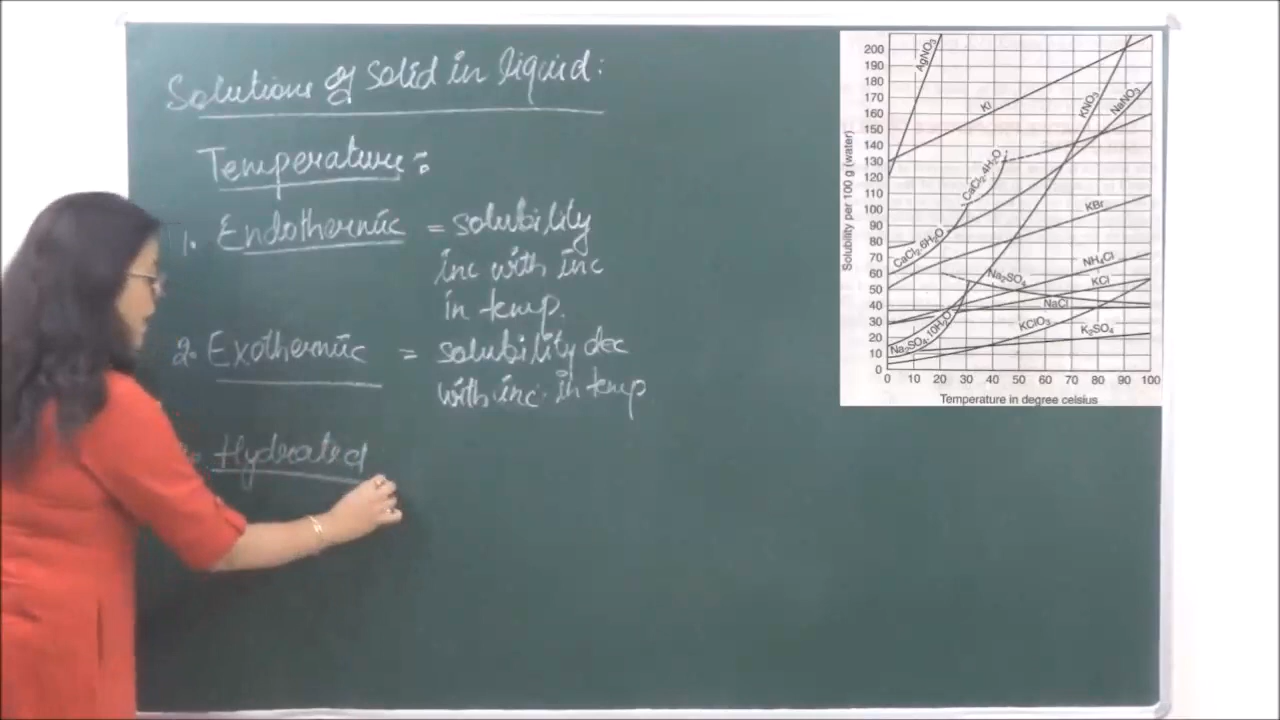 Solutions of solid in liquid:
Temperature:
1. Endothermic = solubility
inc with inc
in temp.
2. Exothermic = solubility dec
with inc. in temp
Hydrated
200
190
180
170
160
150
140
130
120
110
100
90
80
70
60
50
40
30
20
10
0
Solubility per 100 g (water)
AgNO3
KI
KNO3
NaNO3
CaCl2.4H2O
KBr
CaCl2.6H2O
NH4Cl
Na2SO4
KCl
NaCl
KClO3
K2SO4
Na2SO4.10H2O
0 10 20 30 40 50 60 70 80 90 100
Temperature in degree celsius